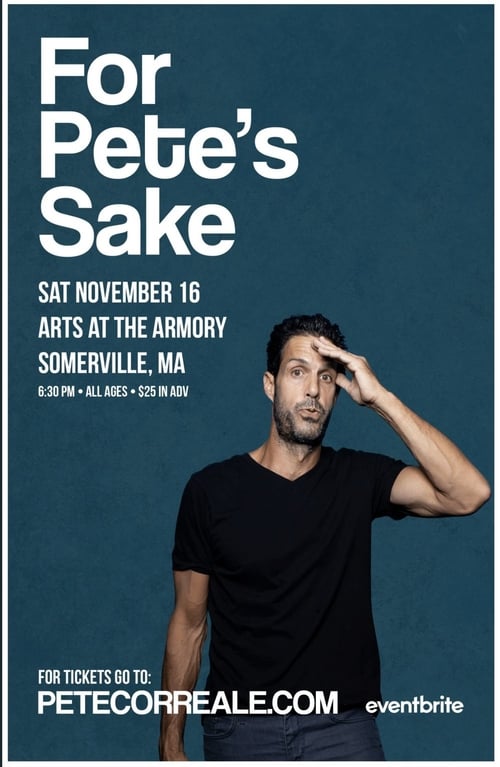 For
Pete's
Sake
SAT NOVEMBER 16
ARTS AT THE ARMORY
SOMERVILLE, MA
6:30 PM • ALL AGES • $25 IN ADV
FOR TICKETS GO TO:
PETECORREALE.COM
eventbrite